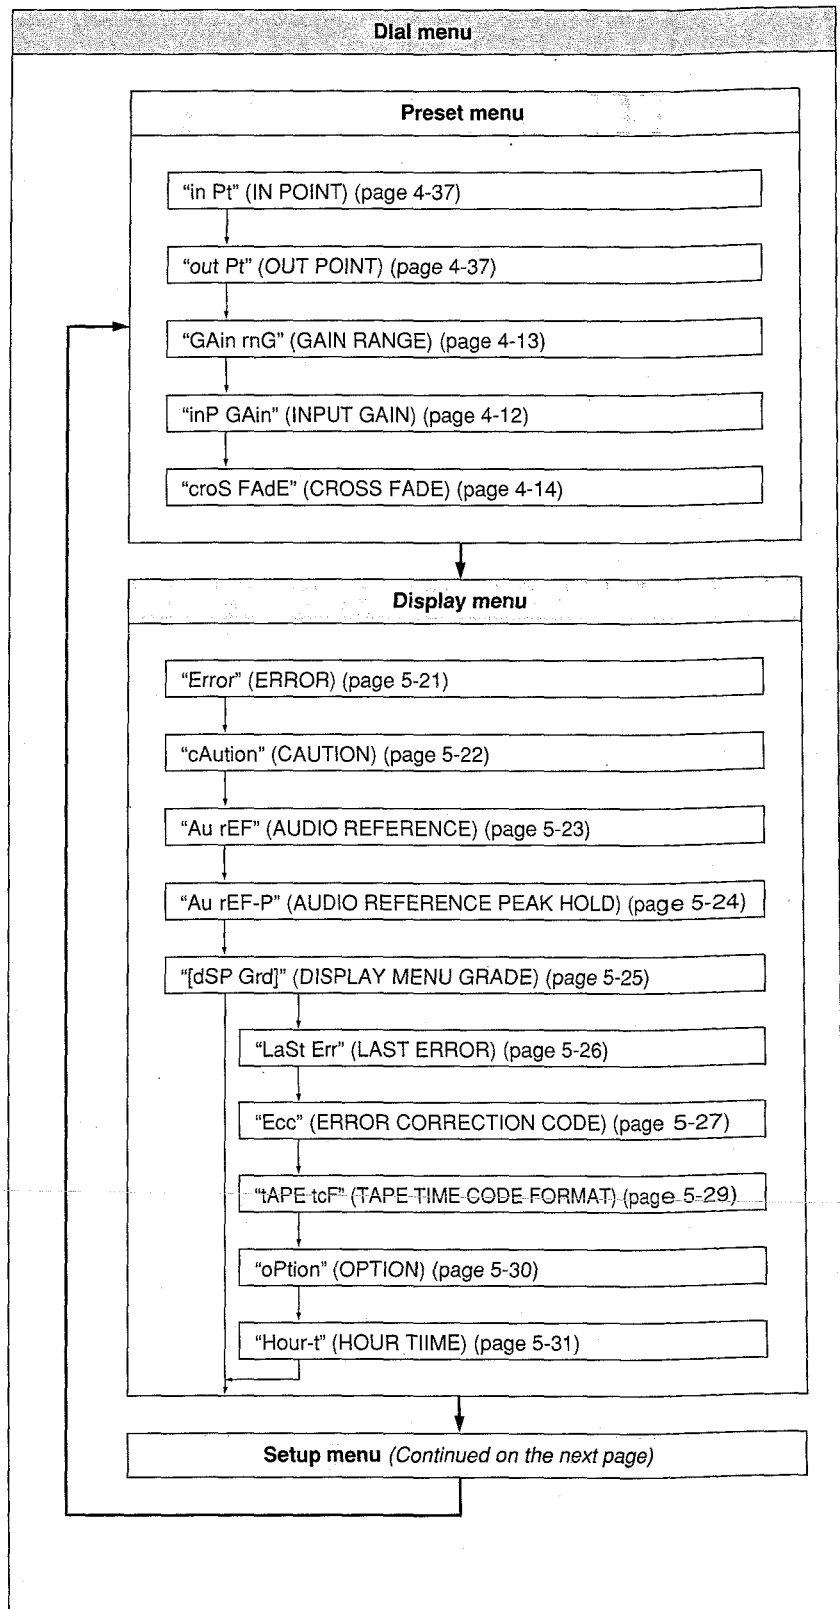 Dial menu
Preset menu
“in Pt” (IN POINT) (page 4-37)
“out Pt” (OUT POINT) (page 4-37)
“GAin rnG” (GAIN RANGE) (page 4-13)
“inP GAin” (INPUT GAIN) (page 4-12)
“croS FAdE” (CROSS FADE) (page 4-14)
Display menu
“Error” (ERROR) (page 5-21)
“cAution” (CAUTION) (page 5-22)
“Au rEF” (AUDIO REFERENCE) (page 5-23)
“Au rEF-P” (AUDIO REFERENCE PEAK HOLD) (page 5-24)
“[dSP Grd]” (DISPLAY MENU GRADE) (page 5-25)
“LaSt Err” (LAST ERROR) (page 5-26)
“Ecc” (ERROR CORRECTION CODE) (page 5-27)
“tAPE tcF” (TAPE TIME CODE FORMAT) (page 5-29)
“oPtion” (OPTION) (page 5-30)
“Hour-t” (HOUR TIIME) (page 5-31)
Setup menu (Continued on the next page)